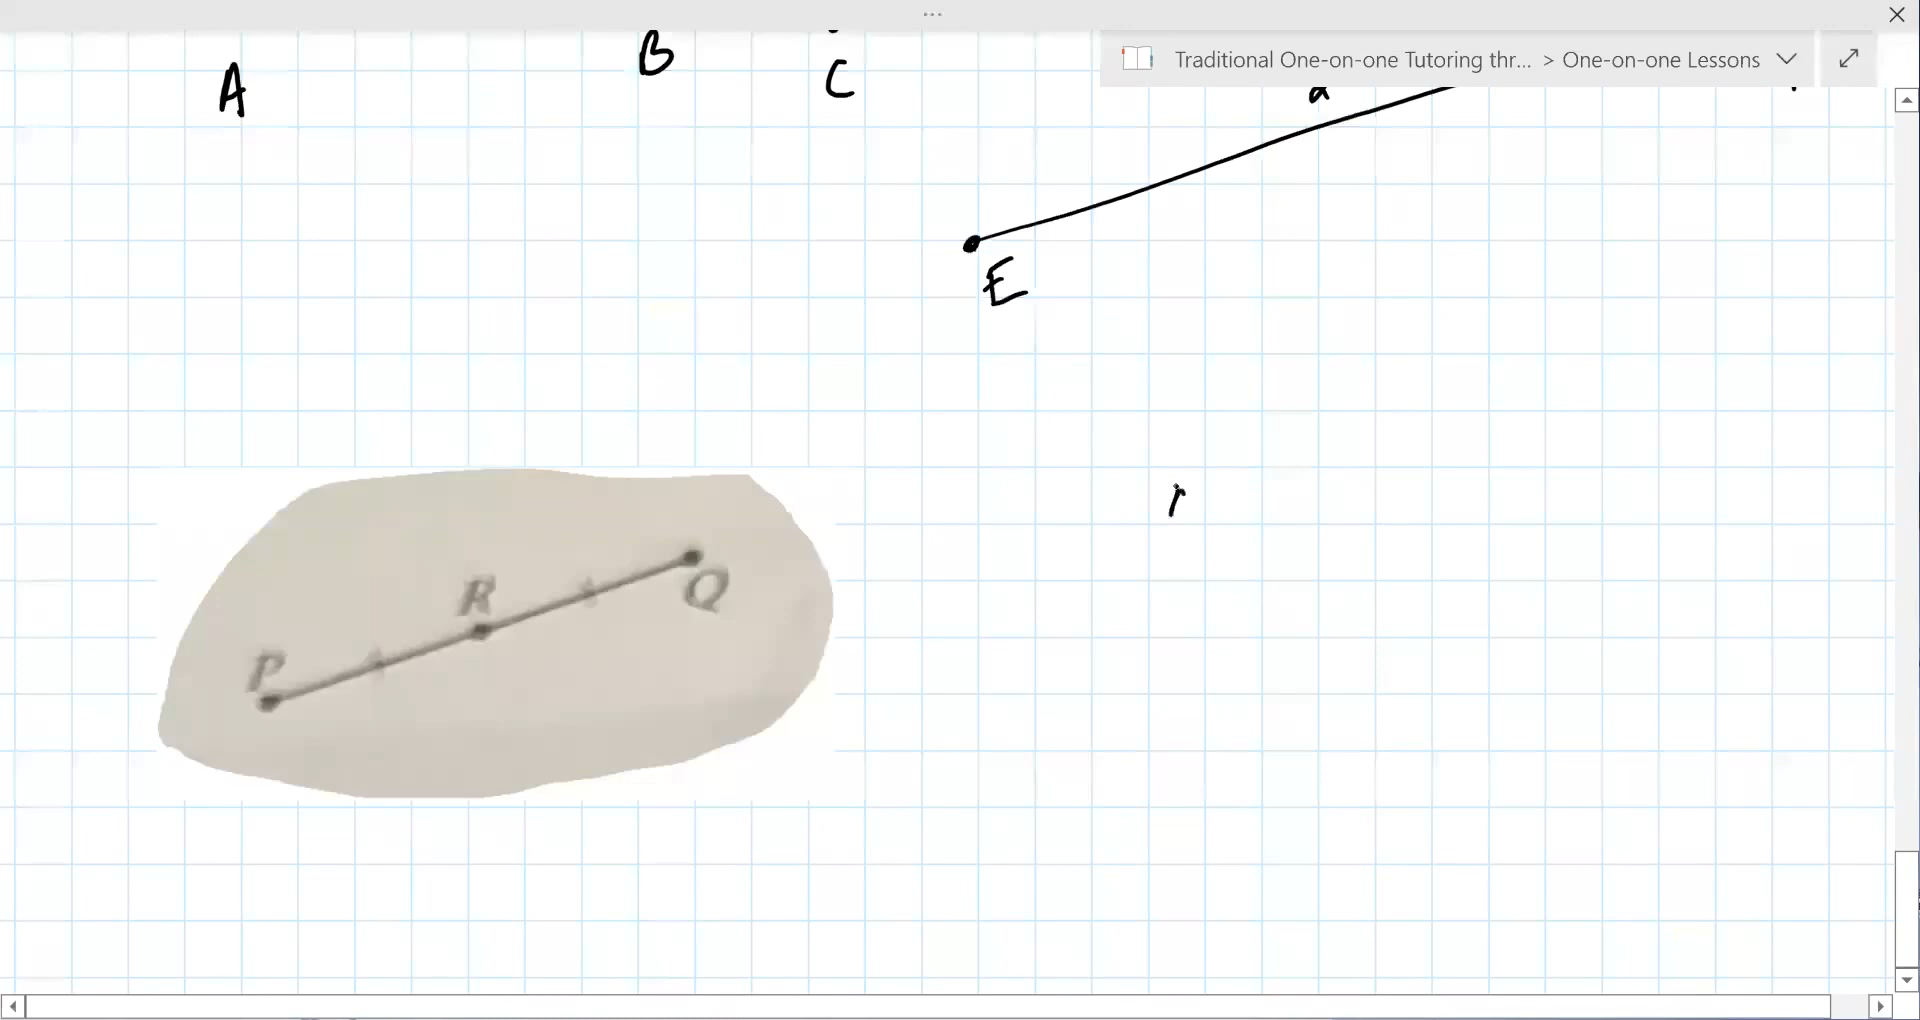 ...
Traditional One-on-one Tutoring thr... > One-on-one Lessons
A
B
C
E
R
Q
P